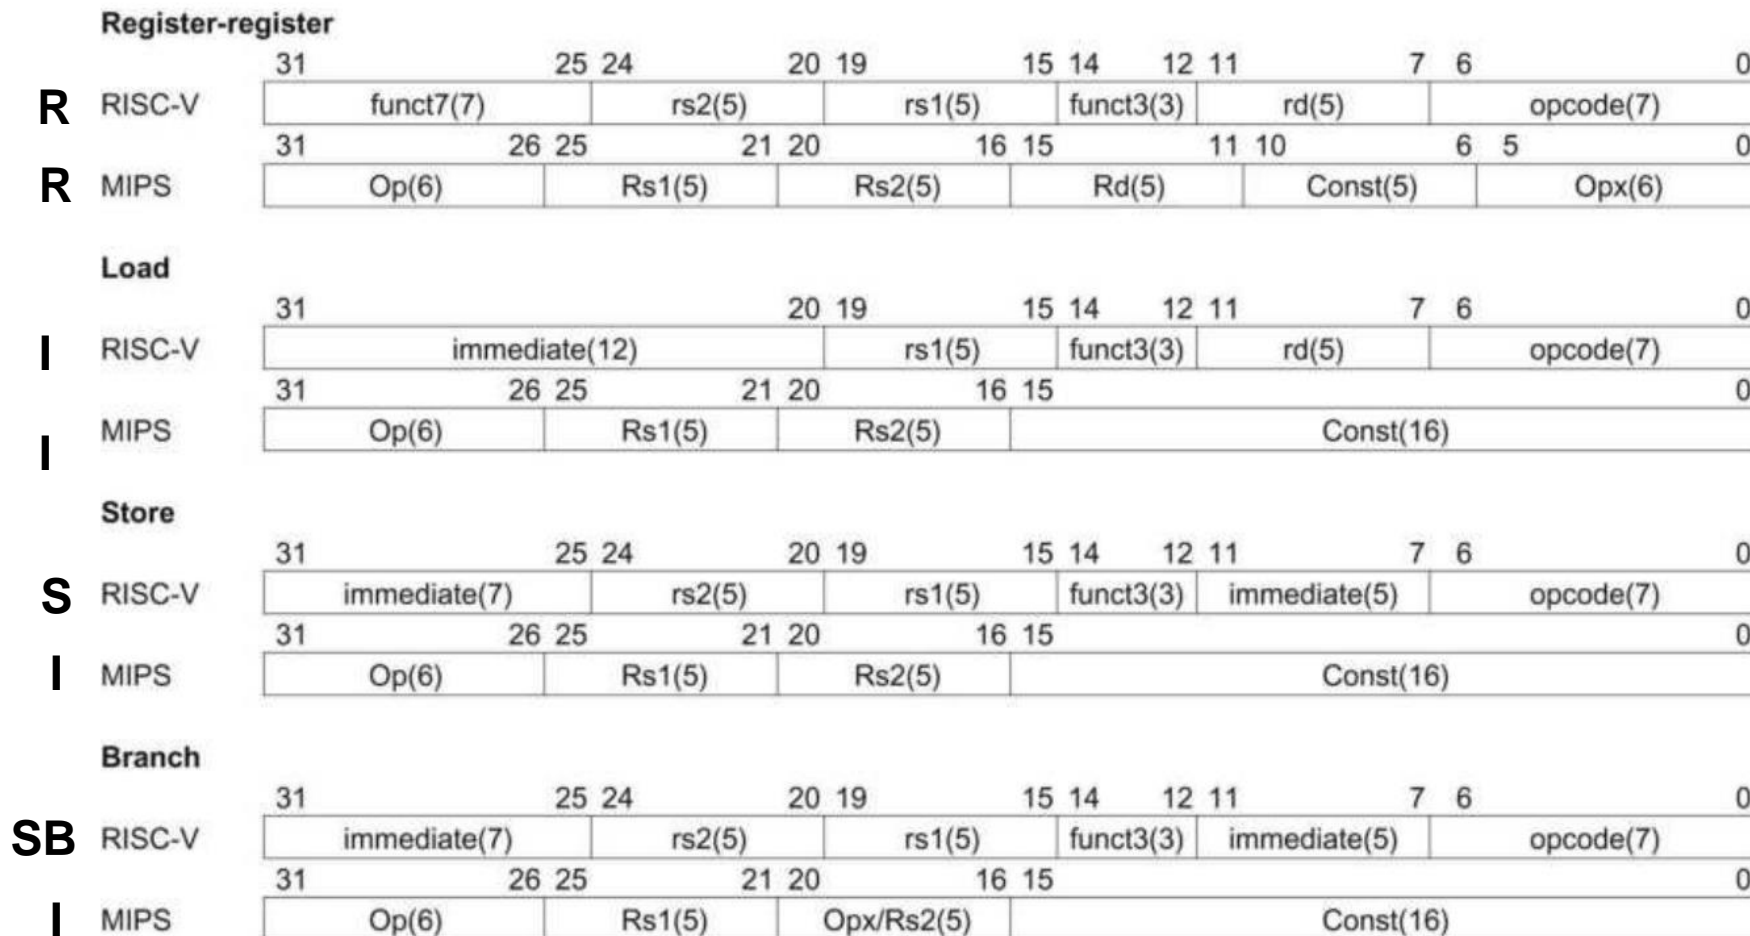 Register-register
31 25 24 20 19 15 14 12 11 7 6 0
R RISC-V funct7(7) rs2(5) rs1(5) funct3(3) rd(5) opcode(7)
31 26 25 21 20 16 15 11 10 6 5 0
R MIPS Op(6) Rs1(5) Rs2(5) Rd(5) Const(5) Opx(6)
Load
31 20 19 15 14 12 11 7 6 0
I RISC-V immediate(12) rs1(5) funct3(3) rd(5) opcode(7)
31 26 25 21 20 16 15 0
I MIPS Op(6) Rs1(5) Rs2(5) Const(16)
Store
31 25 24 20 19 15 14 12 11 7 6 0
S RISC-V immediate(7) rs2(5) rs1(5) funct3(3) immediate(5) opcode(7)
31 26 25 21 20 16 15 0
I MIPS Op(6) Rs1(5) Rs2(5) Const(16)
Branch
31 25 24 20 19 15 14 12 11 7 6 0
SB RISC-V immediate(7) rs2(5) rs1(5) funct3(3) immediate(5) opcode(7)
31 26 25 21 20 16 15 0
I MIPS Op(6) Rs1(5) Opx/Rs2(5) Const(16)